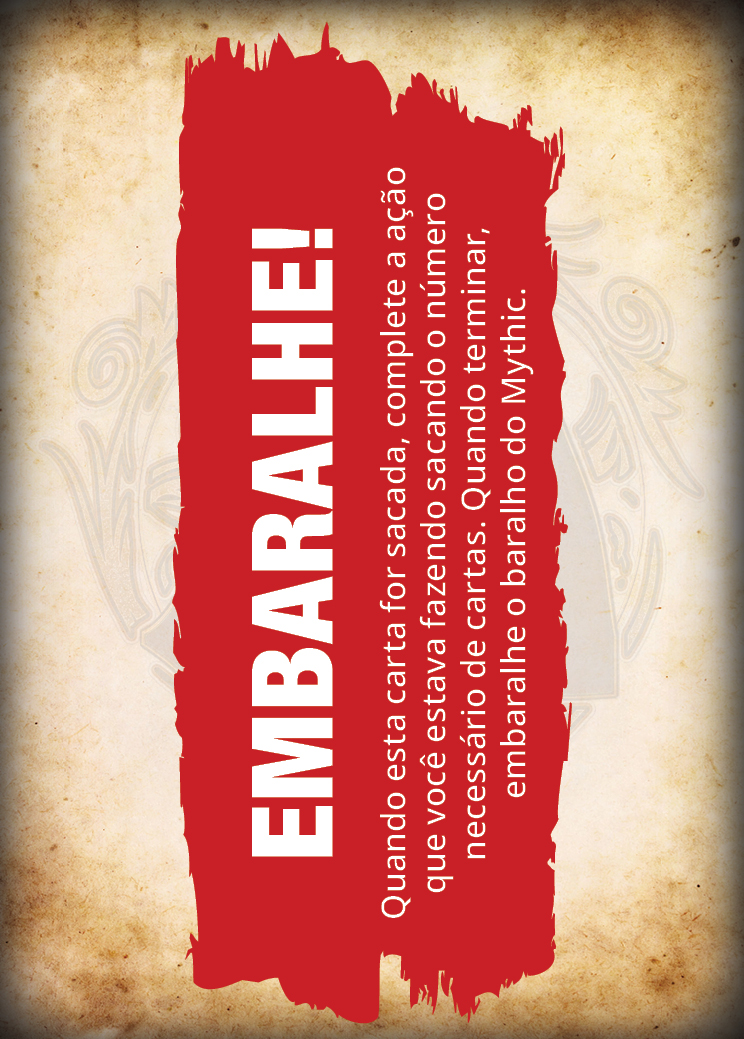 EMBARALHE!
Quando esta carta for sacada, complete a ação
que você estava fazendo sacando o número
necessário de cartas. Quando terminar,
embaralhe o baralho do Mythic.